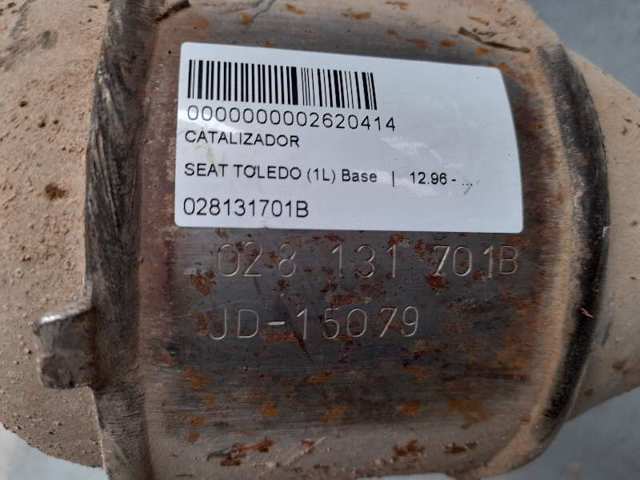 0000000002620414
CATALIZADOR
SEAT TOLEDO (1L) Base | 12.96 - ...
028131701B
028 131 701B
JD-15079